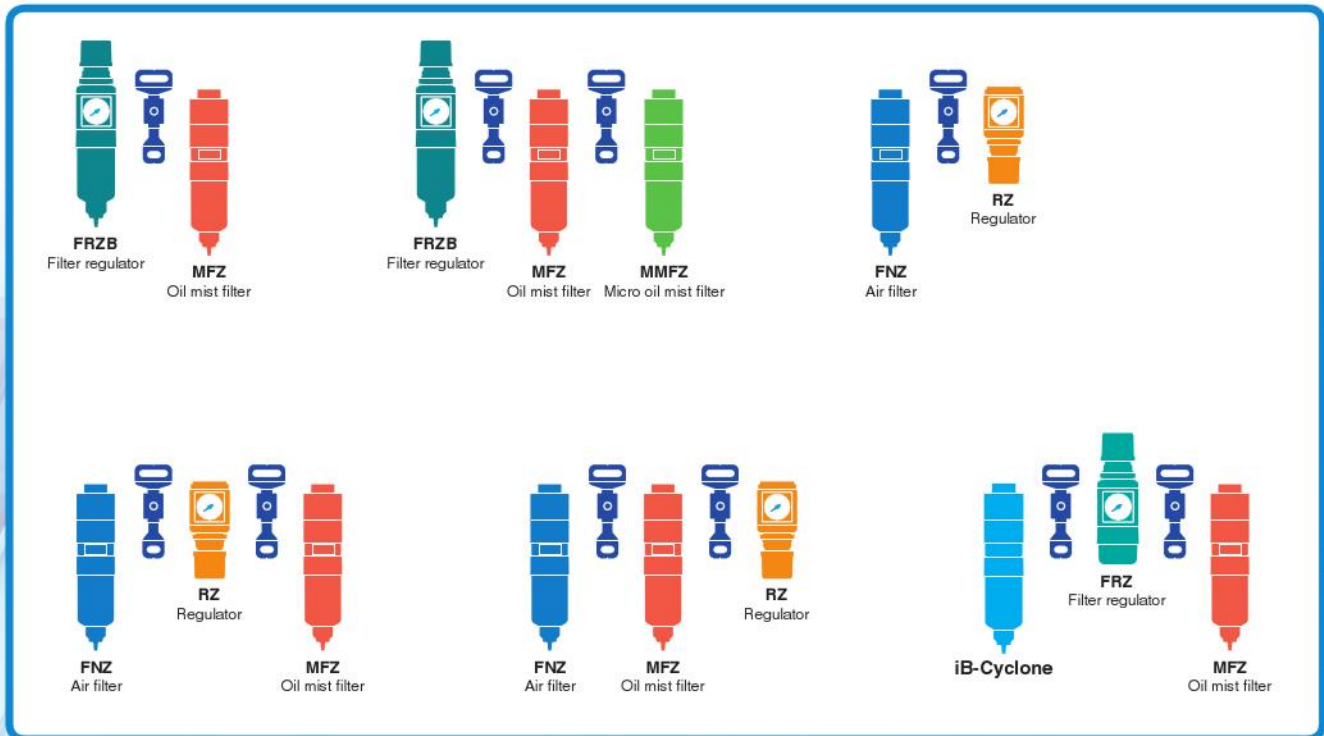 FRZB
Filter regulator
MFZ
Oil mist filter
FRZB
Filter regulator
MFZ
Oil mist filter
MMFZ
Micro oil mist filter
FNZ
Air filter
RZ
Regulator
FNZ
Air filter
RZ
Regulator
MFZ
Oil mist filter
FNZ
Air filter
MFZ
Oil mist filter
RZ
Regulator
iB-Cyclone
FRZ
Filter regulator
MFZ
Oil mist filter